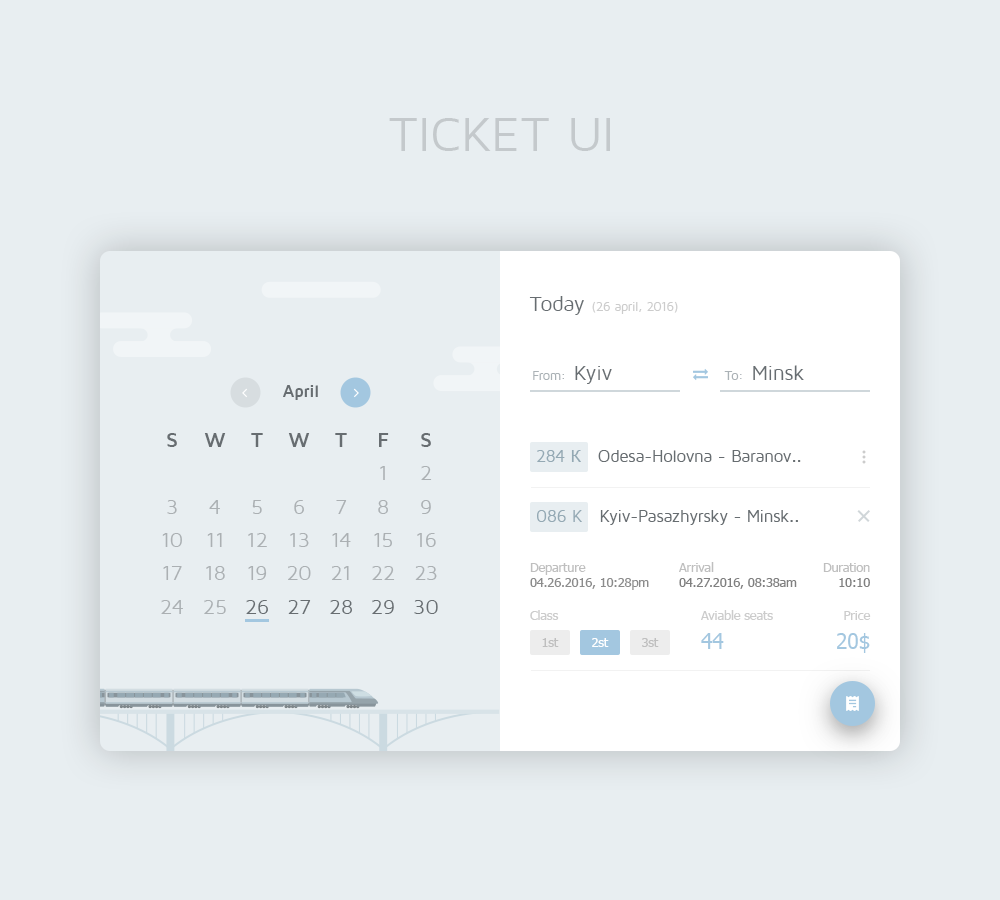 TICKET UI
April
S W T W T F S
1 2
3 4 5 6 7 8 9
10 11 12 13 14 15 16
17 18 19 20 21 22 23
24 25 26 27 28 29 30
Today (26 april, 2016)
From: Kyiv To: Minsk
284 K Odesa-Holovna - Baranov..
086 K Kyiv-Pasazhyrsky - Minsk..
Departure Arrival Duration
04.26.2016, 10:28pm 04.27.2016, 08:38am 10:10
Class Aviable seats Price
1st 2st 3st 44 20$